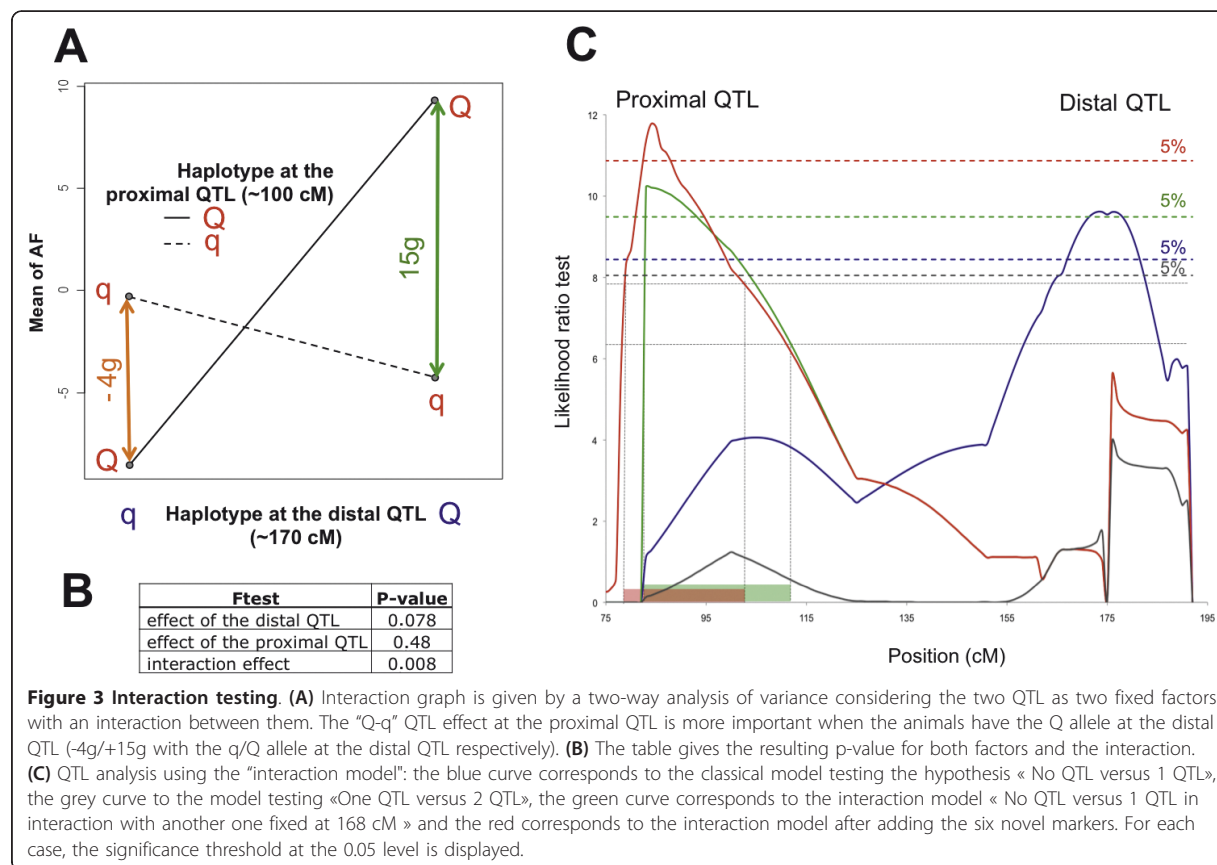 A
10
5
0
-5
Mean of AF
Haplotype at the
proximal QTL (~100 cM)
Q
q
q
Q
-4g
15g
Q
q
q Haplotype at the distal QTL Q
(~170 cM)
B
Ftest P-value
effect of the distal QTL 0.078
effect of the proximal QTL 0.48
interaction effect 0.008
C
Proximal QTL Distal QTL
12
10
8
6
4
2
0
Likelihood ratio test
5%
5%
5%
5%
75 95 115 135 155 175 195
Position (cM)
Figure 3 Interaction testing. (A) Interaction graph is given by a two-way analysis of variance considering the two QTL as two fixed factors
with an interaction between them. The “Q-q” QTL effect at the proximal QTL is more important when the animals have the Q allele at the distal
QTL (-4g/+15g with the q/Q allele at the distal QTL respectively). (B) The table gives the resulting p-value for both factors and the interaction.
(C) QTL analysis using the “interaction model": the blue curve corresponds to the classical model testing the hypothesis « No QTL versus 1 QTL»,
the grey curve to the model testing «One QTL versus 2 QTL», the green curve corresponds to the interaction model « No QTL versus 1 QTL in
interaction with another one fixed at 168 cM » and the red corresponds to the interaction model after adding the six novel markers. For each
case, the significance threshold at the 0.05 level is displayed.